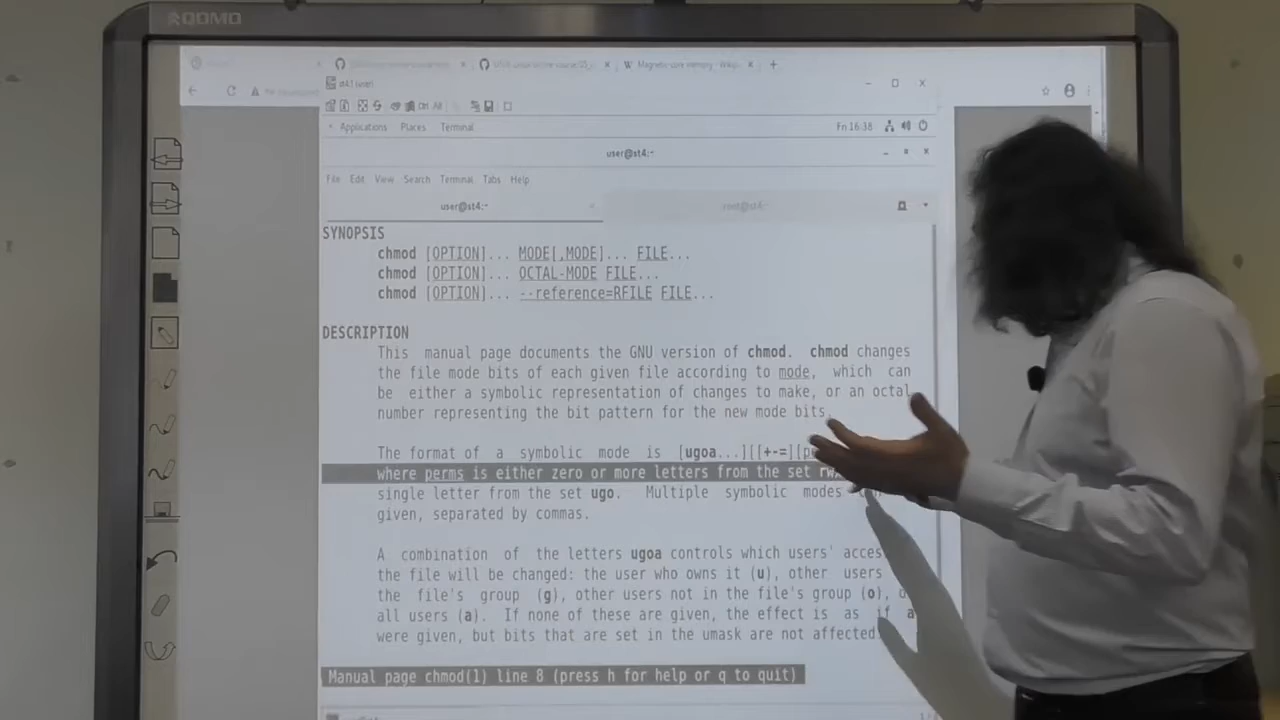 QOMO
Magnetic-core memory - Wikip
Applications Places Terminal
Fri 16:38
user@st4:~
File Edit View Search Terminal Tabs Help
user@st4:~
root@st4:~
SYNOPSIS
chmod [OPTION]... MODE[,MODE]... FILE...
chmod [OPTION]... OCTAL-MODE FILE...
chmod [OPTION]... --reference=RFILE FILE...
DESCRIPTION
This manual page documents the GNU version of chmod. chmod changes
the file mode bits of each given file according to mode, which can
be either a symbolic representation of changes to make, or an octal
number representing the bit pattern for the new mode bits.
The format of a symbolic mode is [ugoa...][[+-=][
where perms is either zero or more letters from the set
single letter from the set ugo. Multiple symbolic modes
given, separated by commas.
A combination of the letters ugoa controls which users'
the file will be changed: the user who owns it (u), other users
the file's group (g), other users not in the file's group (o),
all users (a). If none of these are given, the effect is as if a
were given, but bits that are set in the umask are not affected.
Manual page chmod(1) line 8 (press h for help or q to quit)